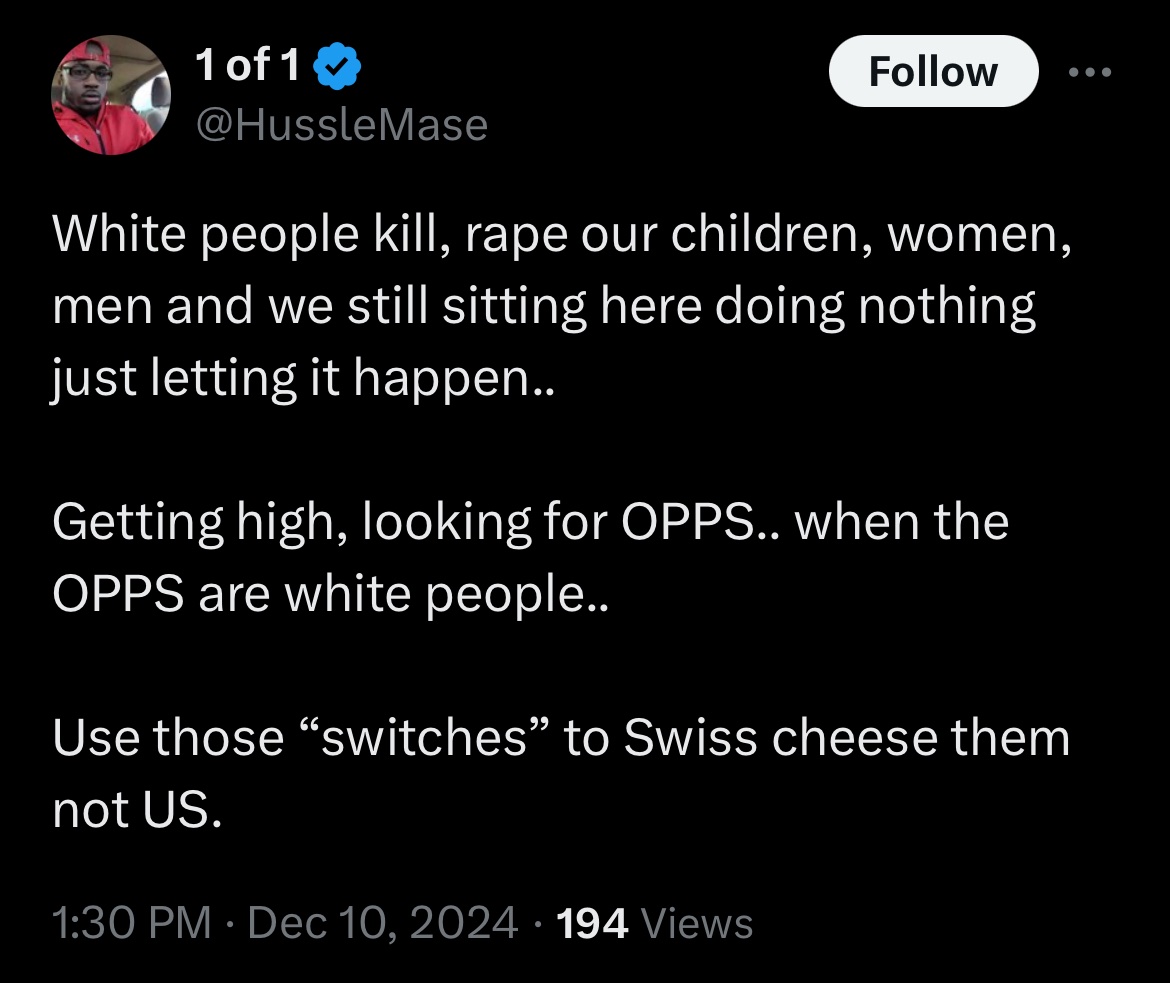 1 of 1
@HussleMase
Follow
White people kill, rape our children, women,
men and we still sitting here doing nothing
just letting it happen..
Getting high, looking for OPPS.. when the
OPPS are white people..
Use those “switches” to Swiss cheese them
not US.
1:30 PM · Dec 10, 2024 · 194 Views